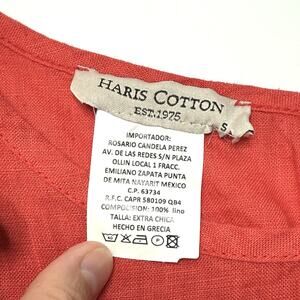 HARIS COTTON
EST.1975
S
IMPORTADOR:
ROSARIO CANDELA PEREZ
AV. DE LAS REDES S/N PLAZA
OLLIN LOCAL 1 FRACC.
EMILIANO ZAPATA PUNTA
DE MITA NAYARIT MEXICO
C.P. 63734
R.F.C. CAPR 580109 QB4
COMPOSICION: 100% lino
TALLA: EXTRA CHICA
HECHO EN GRECIA